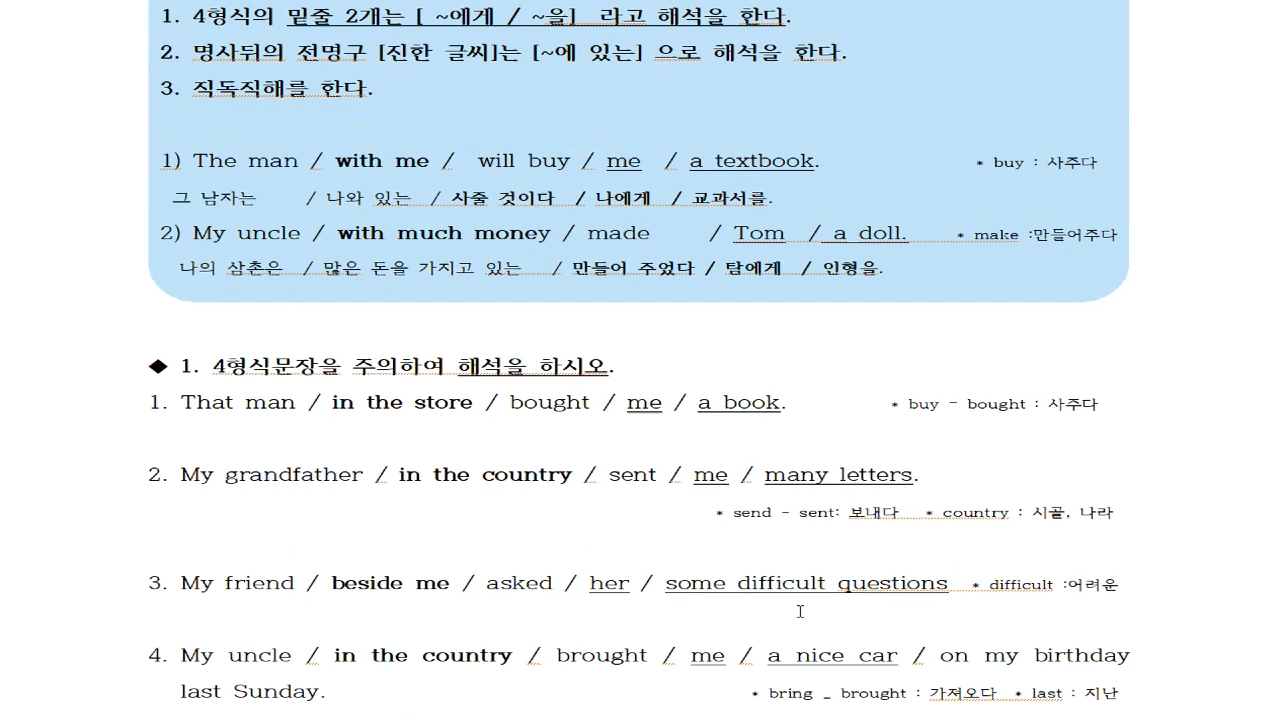 1. 4형식의 밑줄 2개는 [ ~에게 / ~을] 라고 해석을 한다.
2. 명사뒤의 전명구 [진한 글씨]는 [~에 있는] 으로 해석을 한다.
3. 직독직해를 한다.
1) The man / with me / will buy / me / a textbook. * buy : 사주다
그 남자는 / 나와 있는 / 사줄 것이다 / 나에게 / 교과서를.
2) My uncle / with much money / made / Tom / a doll. * make :만들어주다
나의 삼촌은 / 많은 돈을 가지고 있는 / 만들어 주었다 / 탐에게 / 인형을.
◆ 1. 4형식문장을 주의하여 해석을 하시오.
1. That man / in the store / bought / me / a book. * buy - bought : 사주다
2. My grandfather / in the country / sent / me / many letters.
* send - sent: 보내다 * country : 시골, 나라
3. My friend / beside me / asked / her / some difficult questions * difficult :어려운
4. My uncle / in the country / brought / me / a nice car / on my birthday
last Sunday. * bring _ brought : 가져오다 * last : 지난